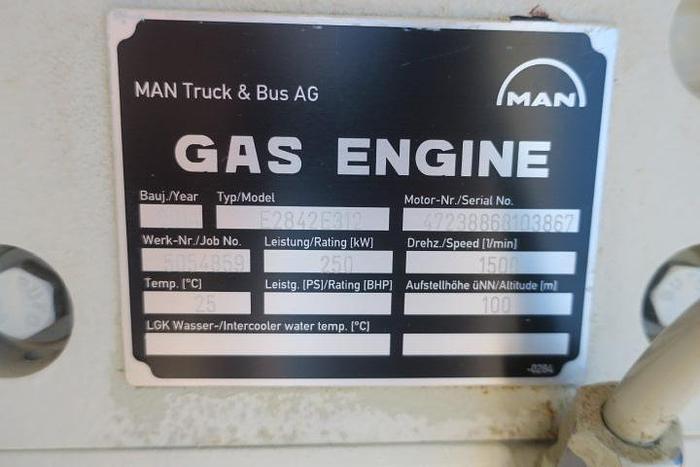 MAN Truck & Bus AG
MAN
GAS ENGINE
Bauj./Year Typ/Model Motor-Nr./Serial No.
E2842E312 47238868103867
Werk-Nr./Job No. Leistung/Rating [kW] Drehz./Speed [1/min]
5054859 250 1500
Temp. [°C] Leistg. [PS]/Rating [BHP] Aufstellhöhe üNN/Altitude [m]
25 100
LGK Wasser-/Intercooler water temp. [°C]
-0284